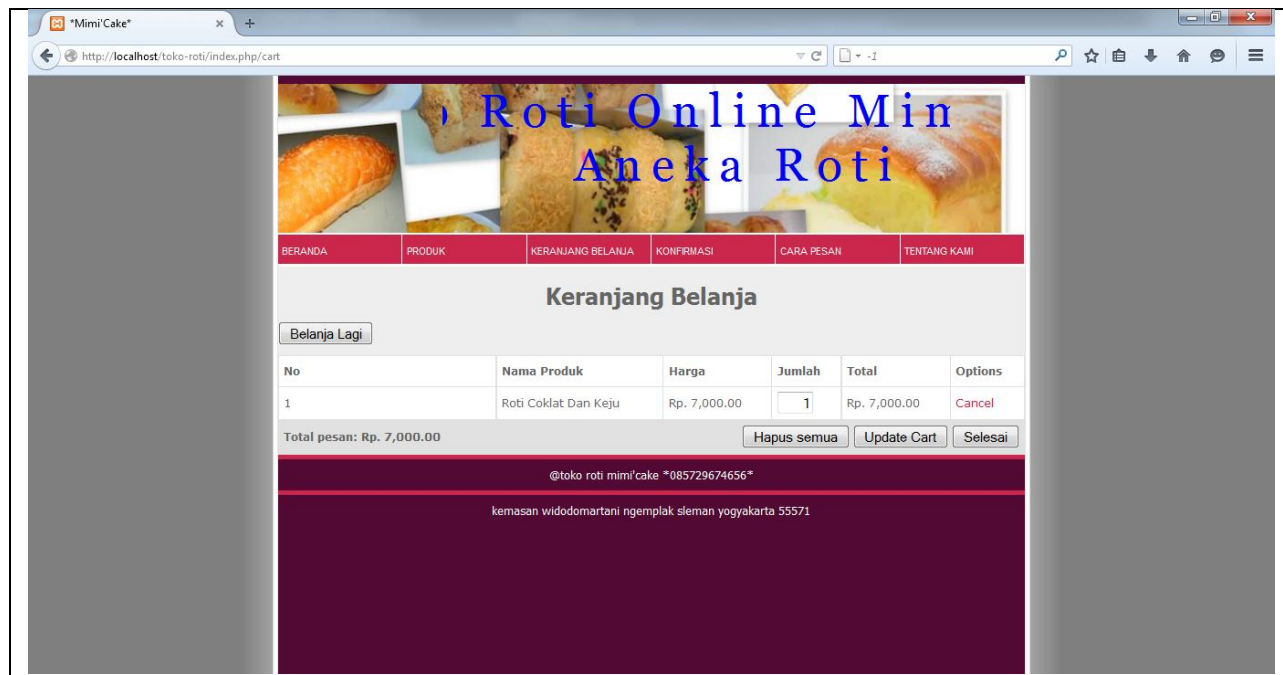 *Mimi'Cake*
http://localhost/toko-roti/index.php/cart
-1
Roti Online Min
Aneka Roti
BERANDA PRODUK KERANJANG BELANJA KONFIRMASI CARA PESAN TENTANG KAMI
Keranjang Belanja
Belanja Lagi
No Nama Produk Harga Jumlah Total Options
1 Roti Coklat Dan Keju Rp. 7,000.00 1 Rp. 7,000.00 Cancel
Total pesan: Rp. 7,000.00 Hapus semua Update Cart Selesai
@toko roti mimi'cake *085729674656*
kemasan widodomartani ngemplak sleman yogyakarta 55571